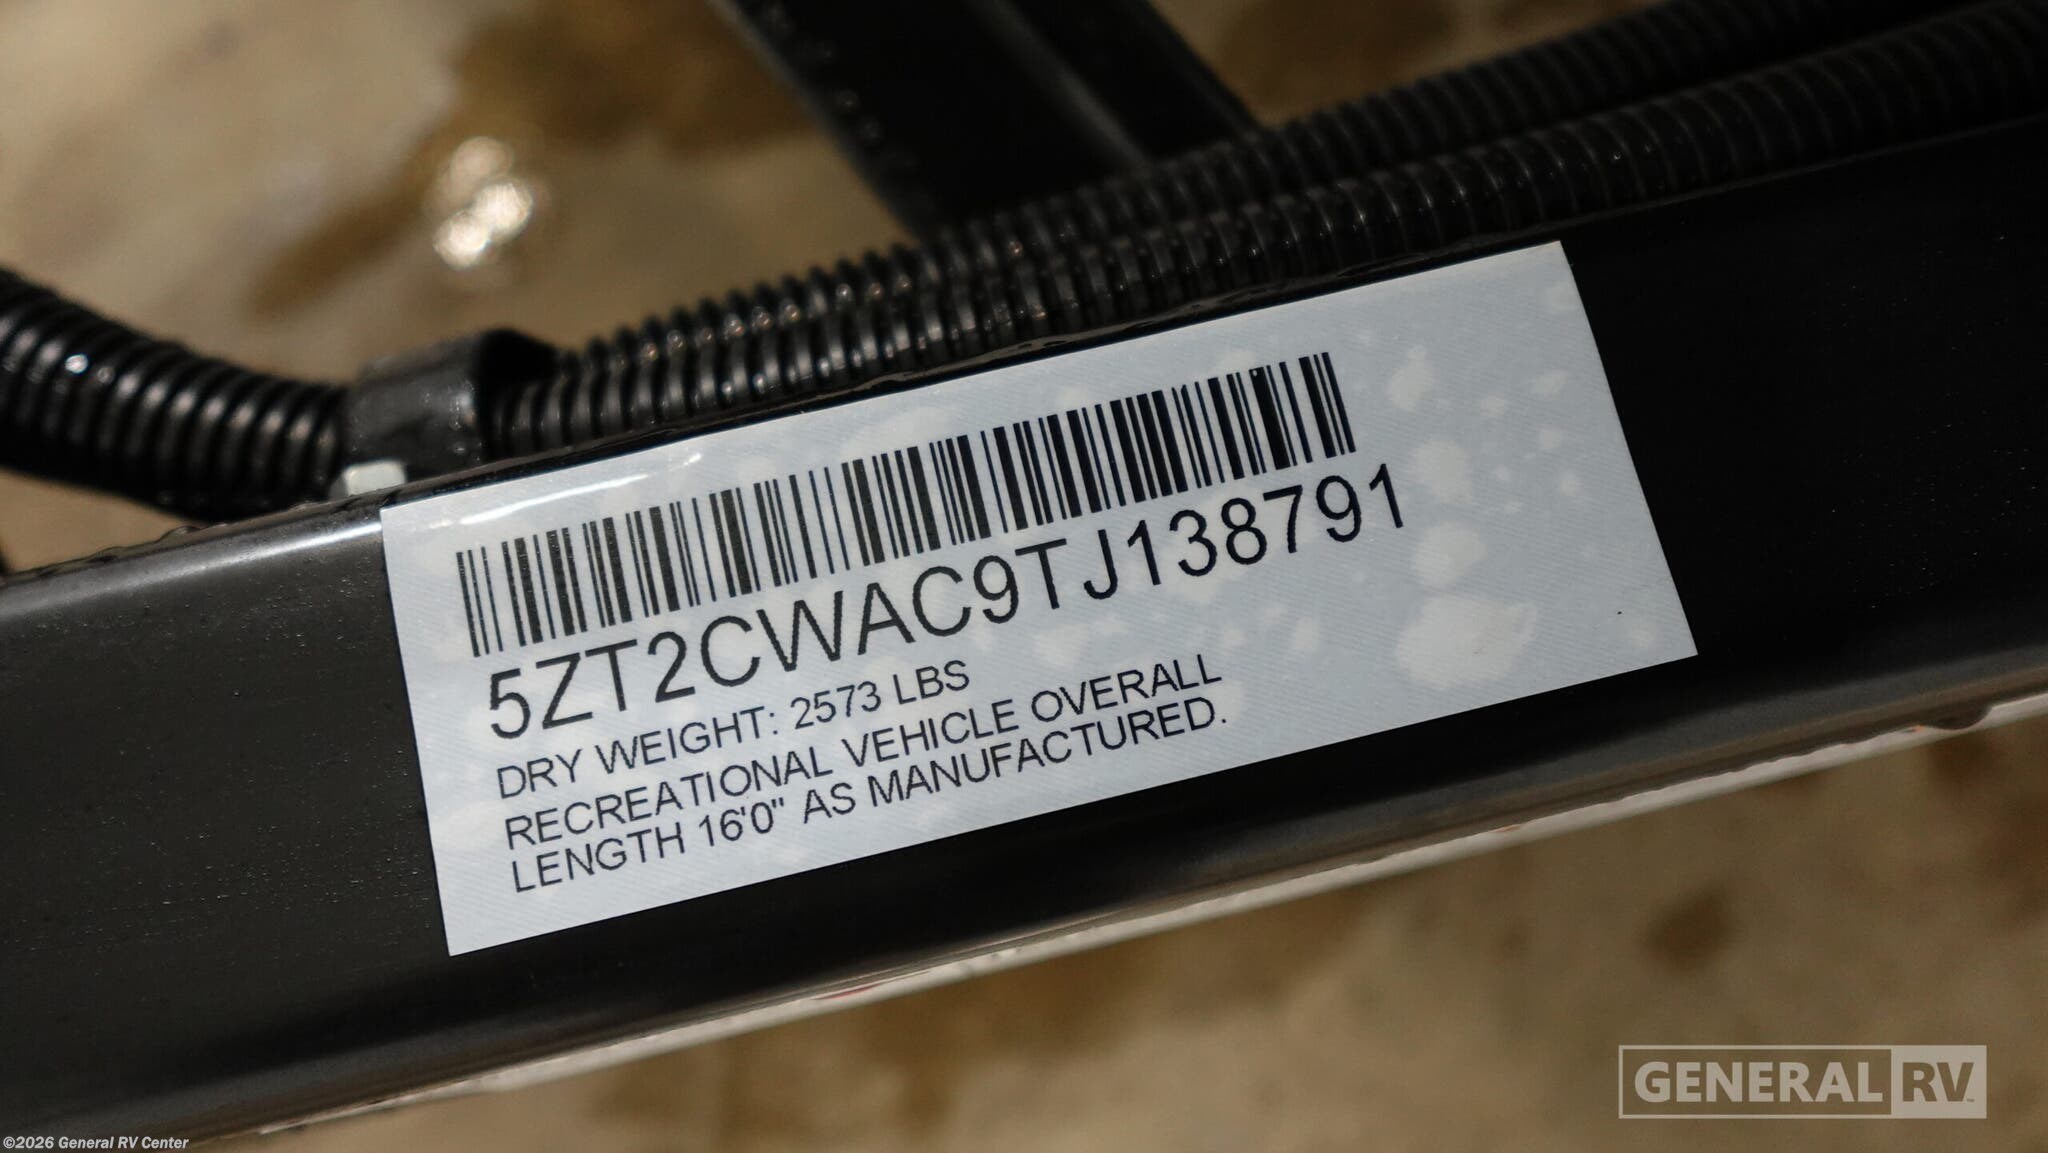 5ZT2CWAC9TJ138791
DRY WEIGHT: 2573 LBS
RECREATIONAL VEHICLE OVERALL
LENGTH 16'0" AS MANUFACTURED.
GENERAL RV
©2026 General RV Center